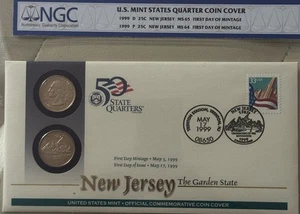 NGC
U.S. MINT STATES QUARTER COIN COVER
1999 D 25C NEW JERSEY MS 65 FIRST DAY OF MINTAGE
1999 P 25C NEW JERSEY MS 64 FIRST DAY OF MINTAGE
50
STATE
QUARTERS
33
NEW JERSEY
MAY
17
1999
First Day Mintage • May 3, 1999
First Day of Issue • May 17, 1999
New Jersey The Garden State
UNITED STATES MINT • OFFICIAL COMMEMORATIVE COIN COVER